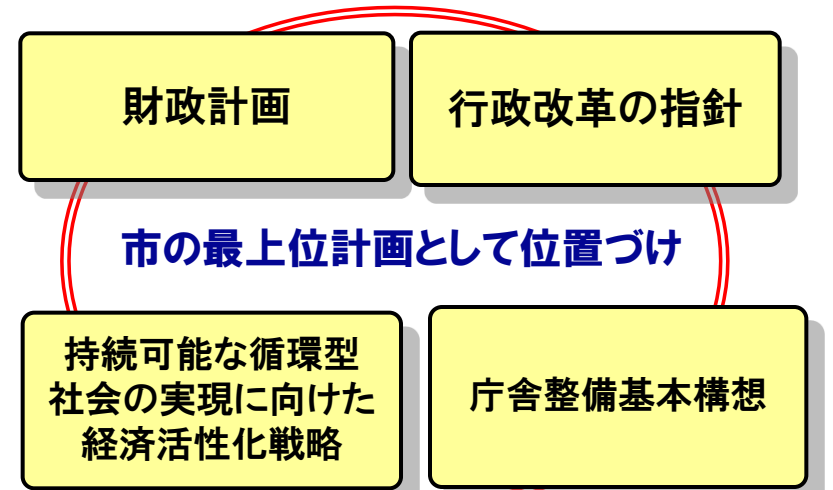 財政計画
行政改革の指針
市の最上位計画として位置づけ
持続可能な循環型
社会の実現に向けた
経済活性化戦略
庁舎整備基本構想